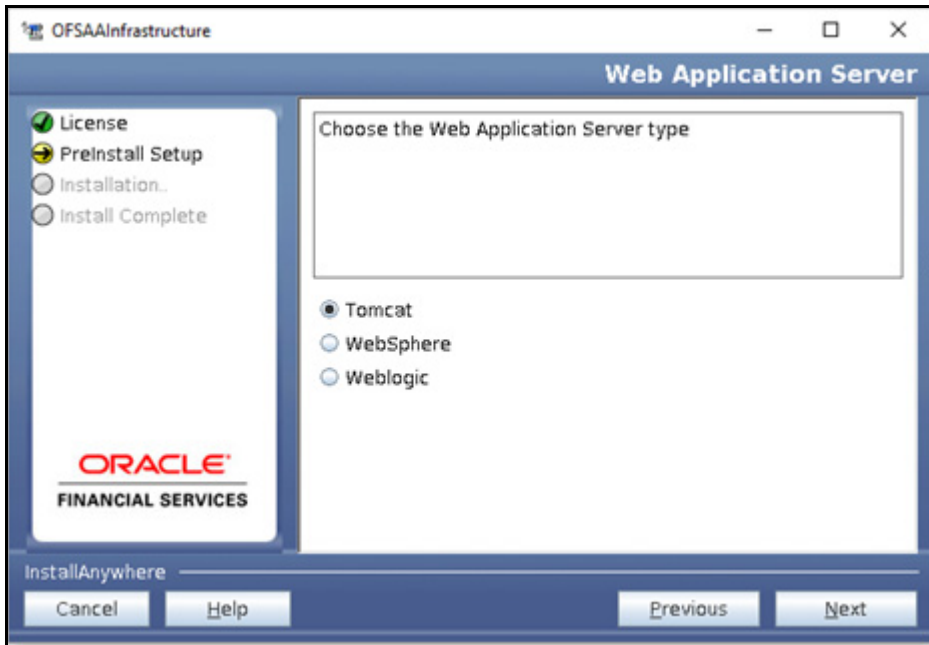 OFSAAInfrastructure
Web Application Server
License
PreInstall Setup
Installation..
Install Complete
ORACLE
FINANCIAL SERVICES
Choose the Web Application Server type
Tomcat
WebSphere
Weblogic
InstallAnywhere
Cancel
Help
Previous
Next